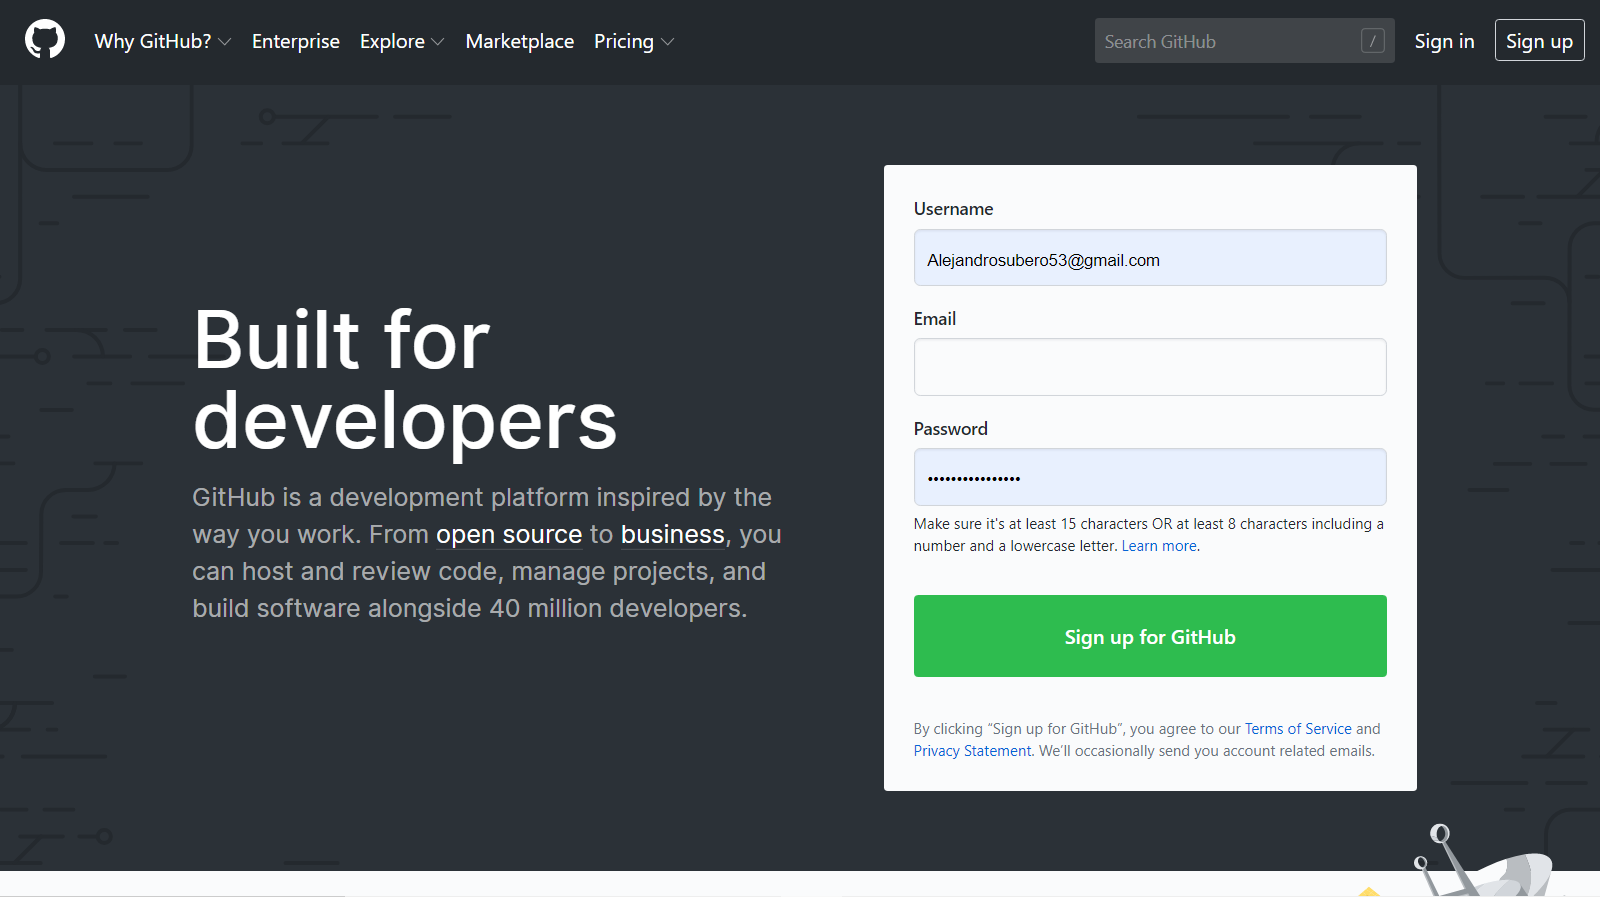 Why GitHub? Enterprise Explore Marketplace Pricing Search GitHub / Sign in Sign up
Built for
developers
GitHub is a development platform inspired by the
way you work. From open source to business, you
can host and review code, manage projects, and
build software alongside 40 million developers.
Username
Alejandrosubero53@gmail.com
Email
Password
••••••••••••••••
Make sure it's at least 15 characters OR at least 8 characters including a
number and a lowercase letter. Learn more.
Sign up for GitHub
By clicking “Sign up for GitHub”, you agree to our Terms of Service and
Privacy Statement. We’ll occasionally send you account related emails.